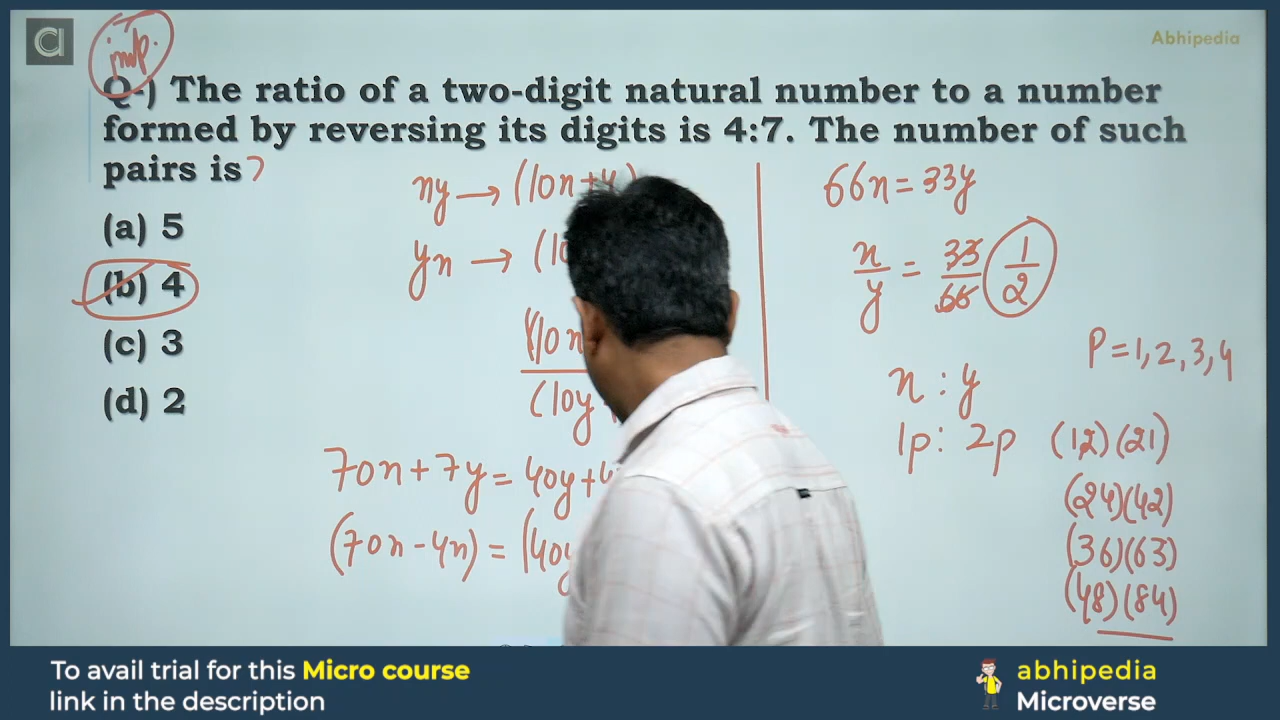 imp.
Abhipedia
Q-) The ratio of a two-digit natural number to a number
formed by reversing its digits is 4:7. The number of such
pairs is?
(a) 5
(b) 4
(c) 3
(d) 2
xy → (10x+y)
yx → (10
(10x
(10y
70x+7y = 40y+4
(70x-4x) = (40y
66x = 33y
x/y = 33/66 1/2
x : y
1p : 2p
P = 1, 2, 3, 4
(12)(21)
(24)(42)
(36)(63)
(48)(84)
To avail trial for this Micro course
link in the description
abhipedia
Microverse